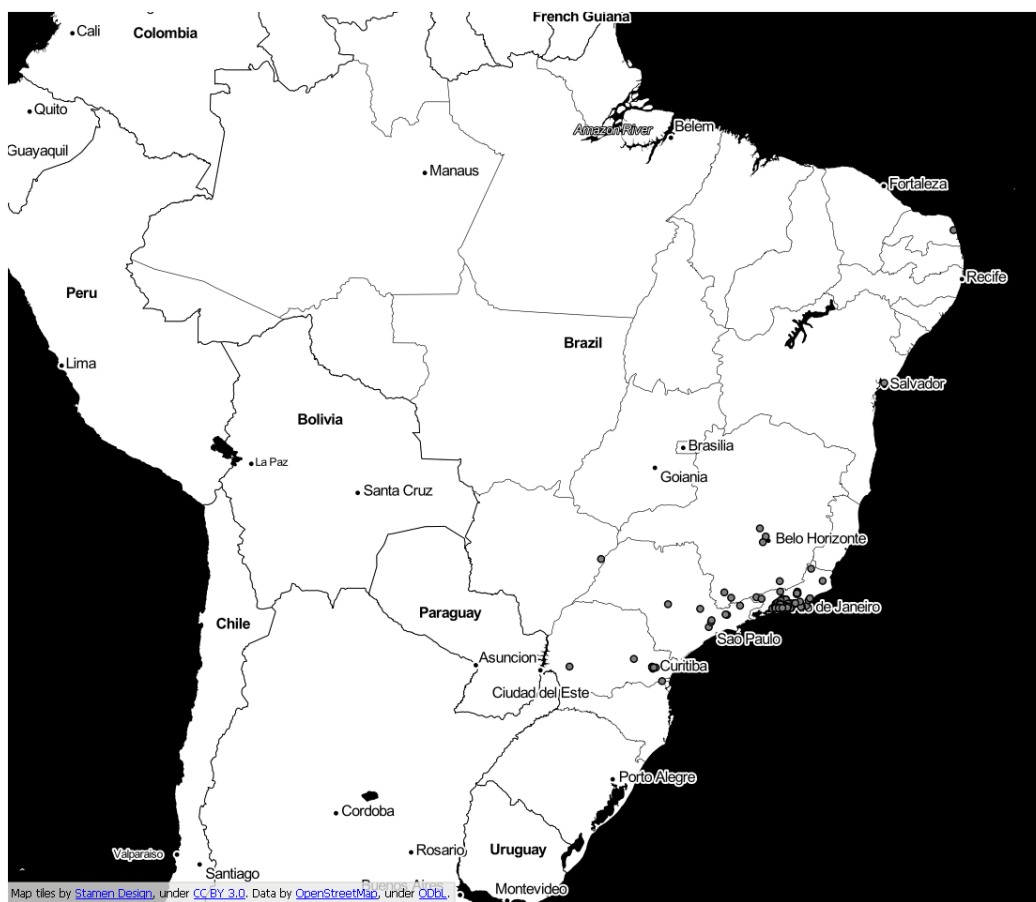 French Guiana
Cali
Colombia
Quito
Amazon River
Belem
Guayaquil
Manaus
Fortaleza
Peru
Recife
Brazil
Lima
Salvador
Bolivia
Brasilia
La Paz
Goiania
Santa Cruz
Belo Horizonte
Paraguay
o de Janeiro
Chile
Sao Paulo
Asuncion
Curitiba
Ciudad del Este
Porto Alegre
Cordoba
Valparaiso
Rosario
Uruguay
Santiago
Buenos Aires
Montevideo
Map tiles by Stamen Design, under CC BY 3.0. Data by OpenStreetMap, under ODbL.